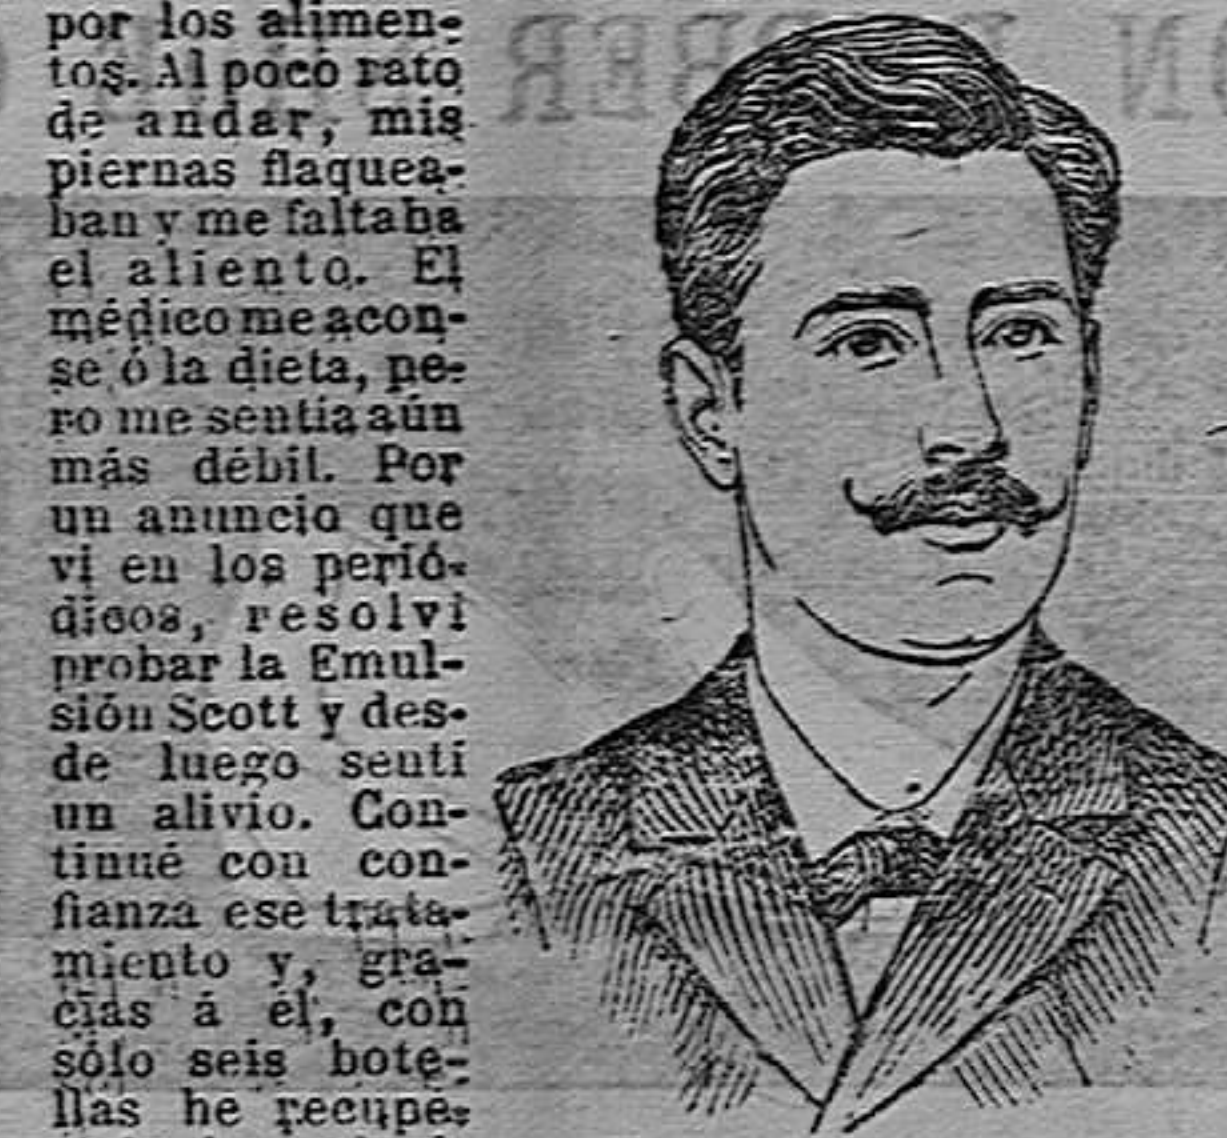 por los alimen-
tos. Al poco rato
de andar, mis
piernas flaquea-
ban y me faltaba
el aliento. El
médico me acon-
se ó la dieta, pe-
ro me sentía aún
más débil. Por
un anuncio que
vi en los perió-
dicos, resolvi
probar la Emul-
sión Scott y des-
de luego sentí
un alivio. Con-
tinué con con-
fianza ese trata-
miento y, gra-
cias á él, con
sólo seis bote-
llas he recupe-